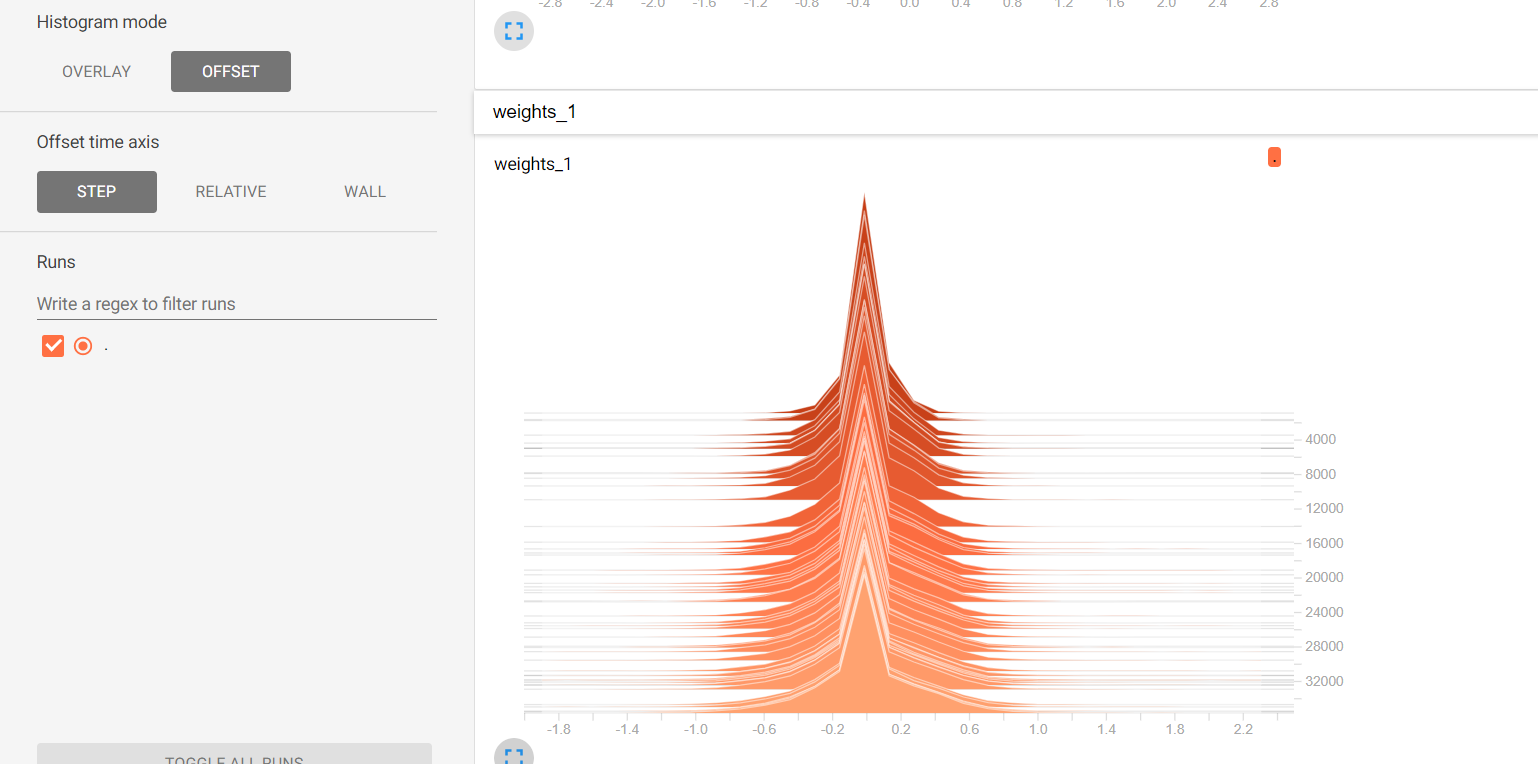 -2.8 -2.4 -2.0 -1.6 -1.2 -0.8 -0.4 0.0 0.4 0.8 1.2 1.6 2.0 2.4 2.8
Histogram mode
OVERLAY OFFSET
weights_1
Offset time axis
weights_1 .
STEP RELATIVE WALL
Runs
Write a regex to filter runs
.
4000
8000
12000
16000
20000
24000
28000
32000
-1.8 -1.4 -1.0 -0.6 -0.2 0.2 0.6 1.0 1.4 1.8 2.2
TOGGLE ALL RUNS